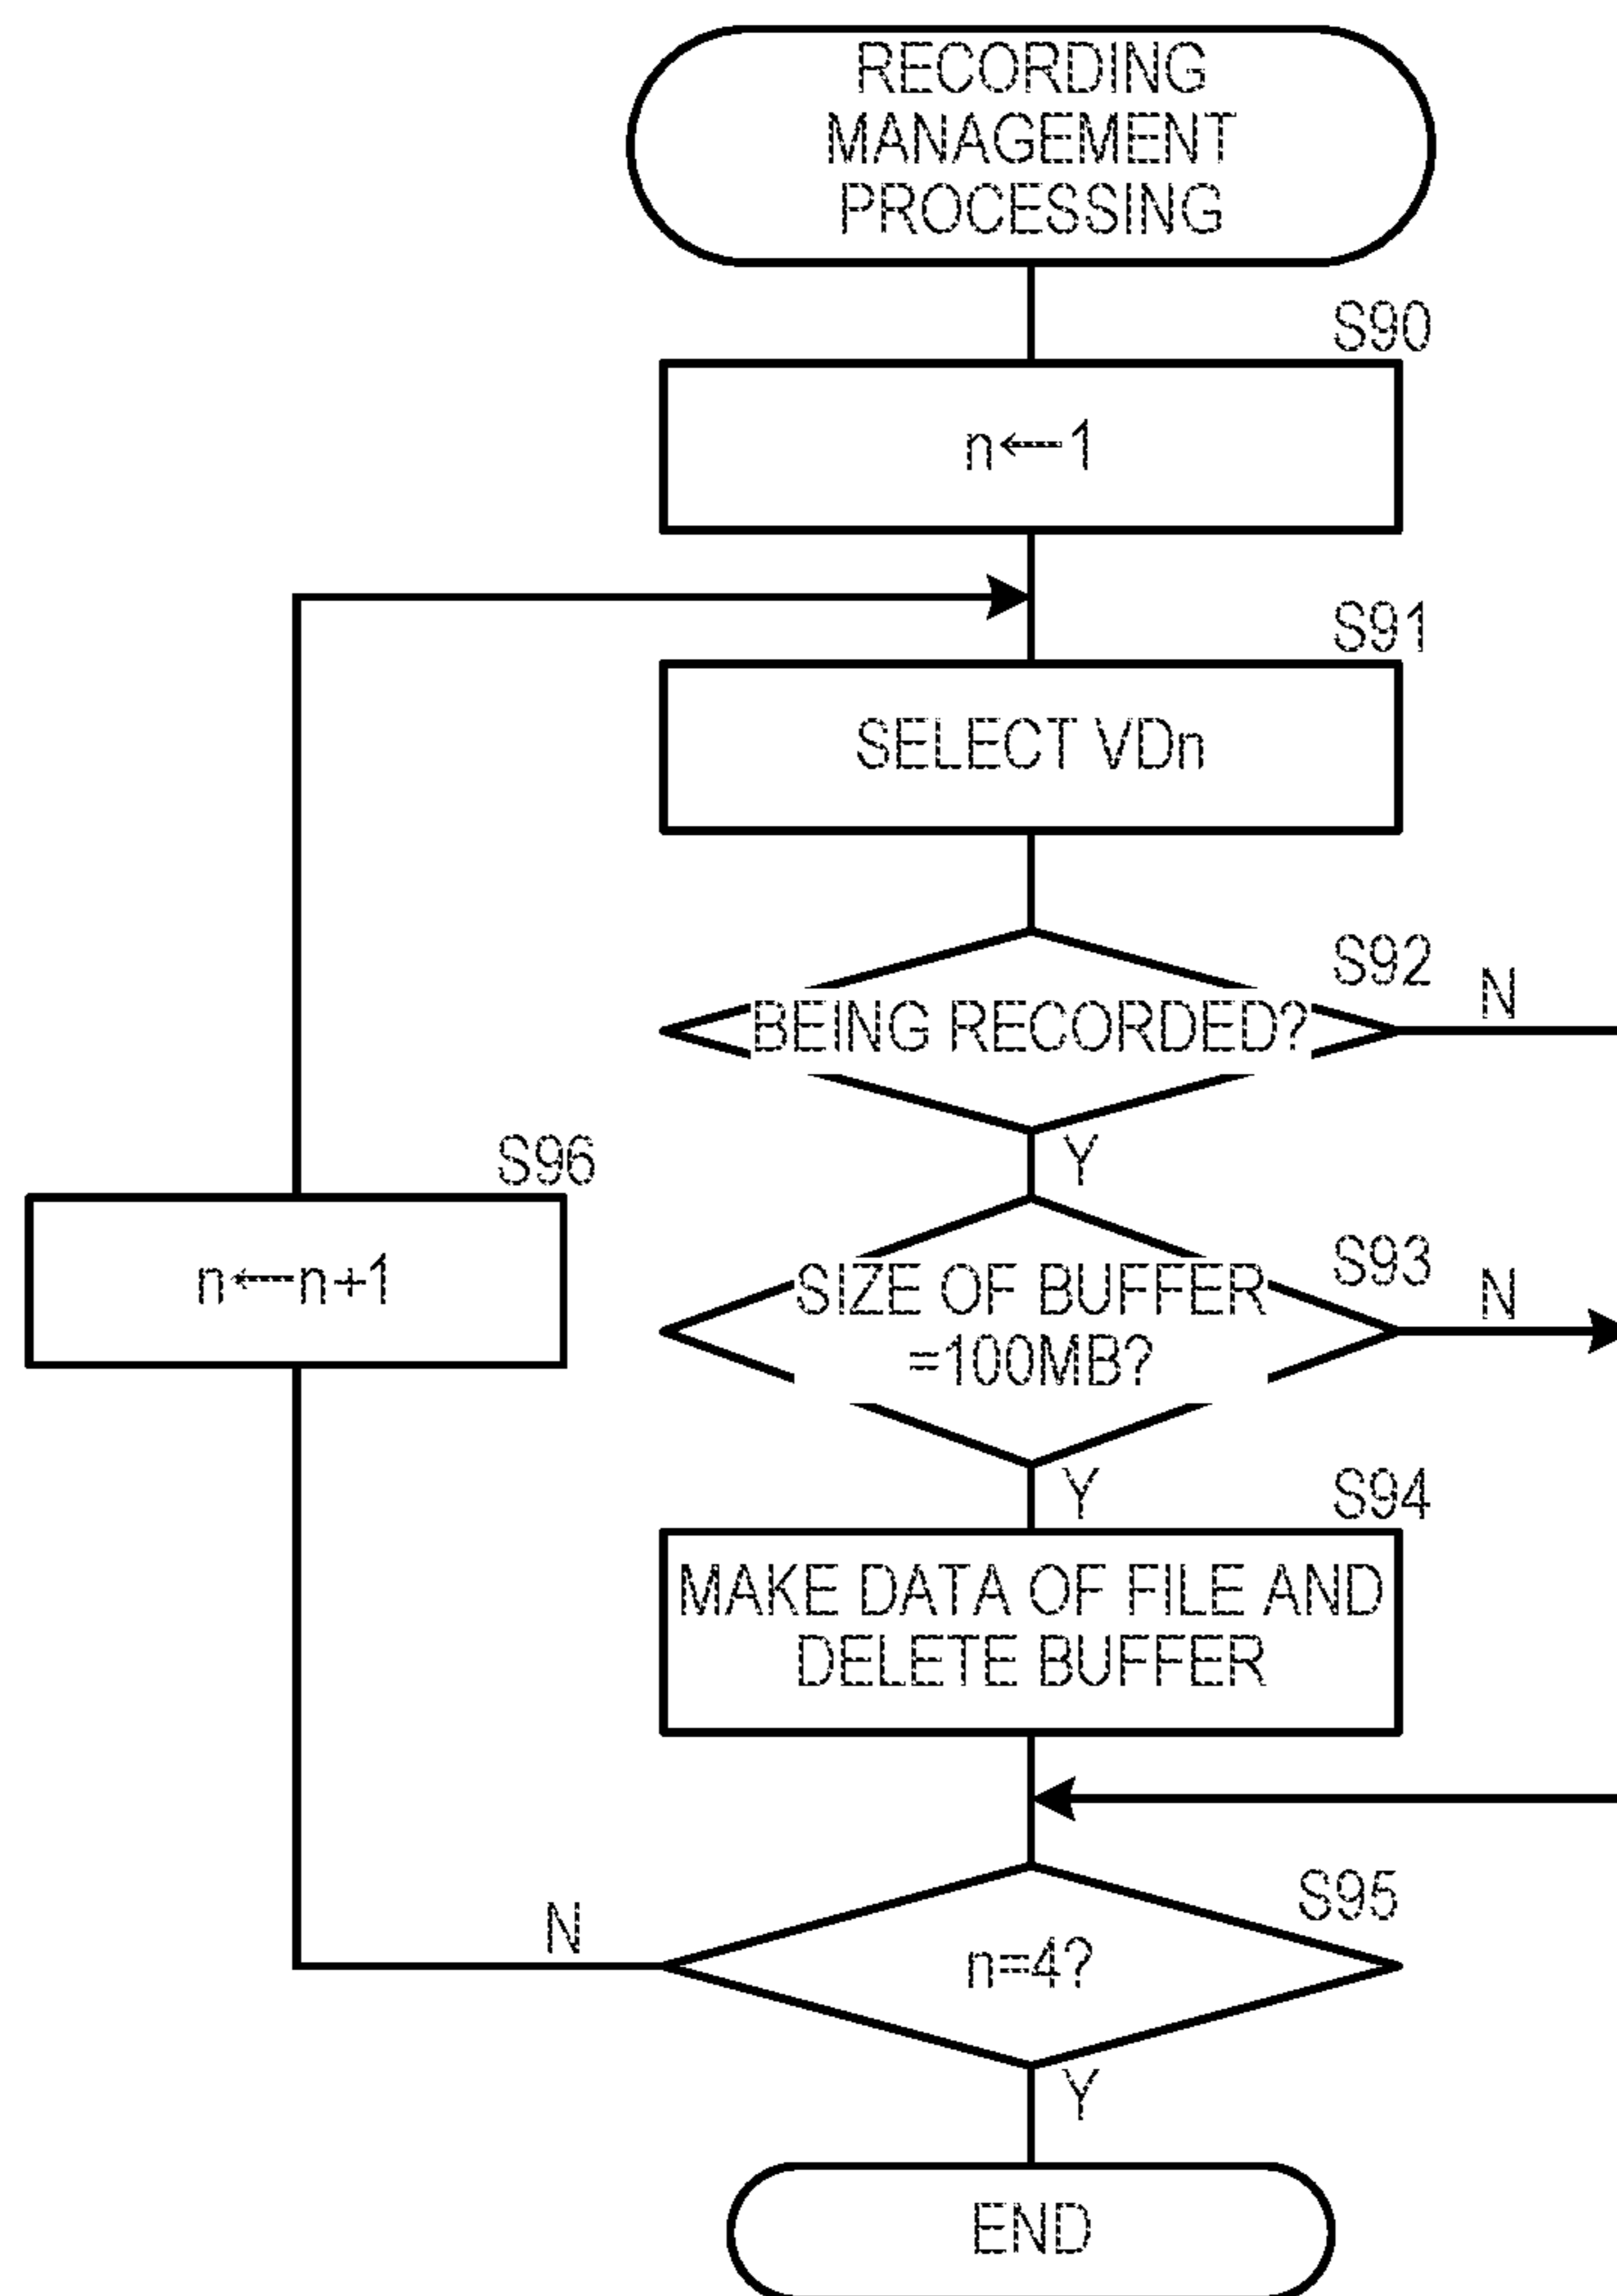 RECORDING
MANAGEMENT
PROCESSING
S90
n←1
S91
SELECT VDn
S92
N
BEING RECORDED?
Y
S96
n←n+1
S93
N
SIZE OF BUFFER
=100MB?
Y
S94
MAKE DATA OF FILE AND
DELETE BUFFER
S95
N
n=4?
Y
END